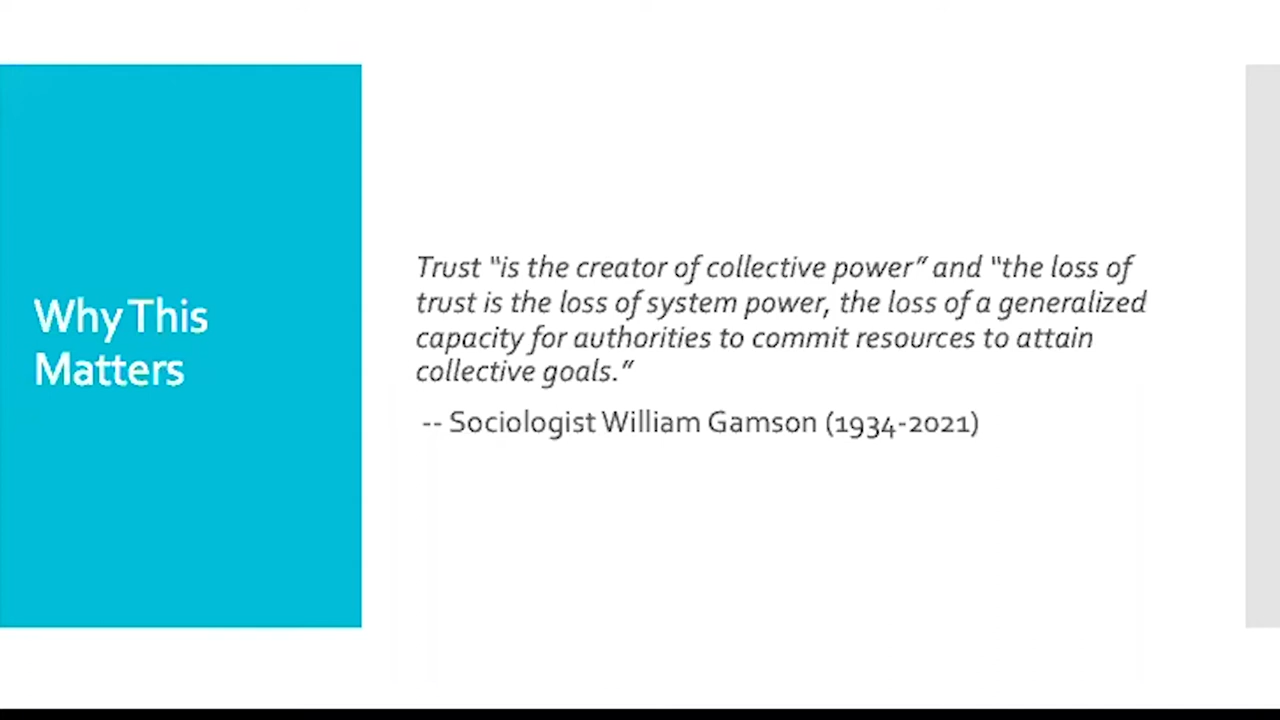 Why This
Matters
Trust “is the creator of collective power” and “the loss of
trust is the loss of system power, the loss of a generalized
capacity for authorities to commit resources to attain
collective goals.”
-- Sociologist William Gamson (1934-2021)